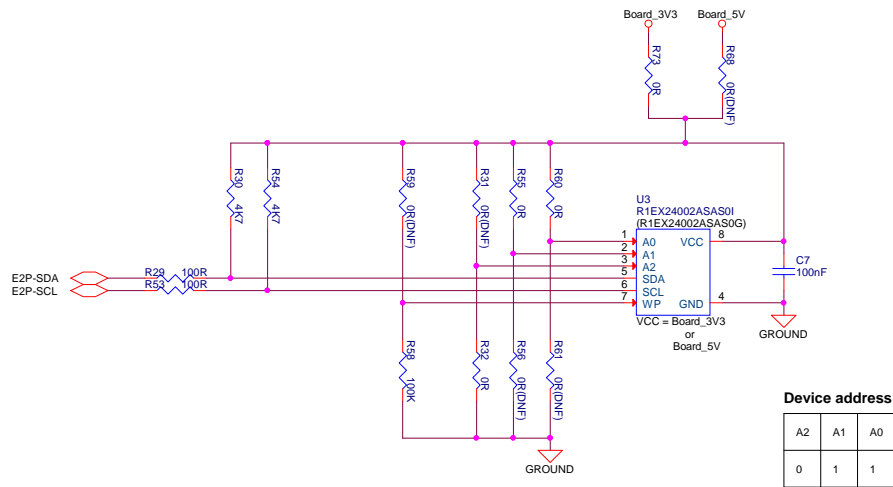 Board_3V3 Board_5V
R73 0R
R68 0R(DNF)
R30 4K7
R54 4K7
R59 0R(DNF)
R31 0R(DNF)
R55 0R
R60 0R
U3
R1EX24002ASAS0I
(R1EX24002ASAS0G)
1 A0 VCC 8
2 A1
3 A2
5 SDA
6 SCL
7 WP GND 4
VCC = Board_3V3
or
Board_5V
C7
100nF
GROUND
E2P-SDA R29 100R
E2P-SCL R53 100R
R58 100K
R32 0R
R56 0R(DNF)
R61 0R(DNF)
GROUND
Device address
A2 A1 A0
0 1 1